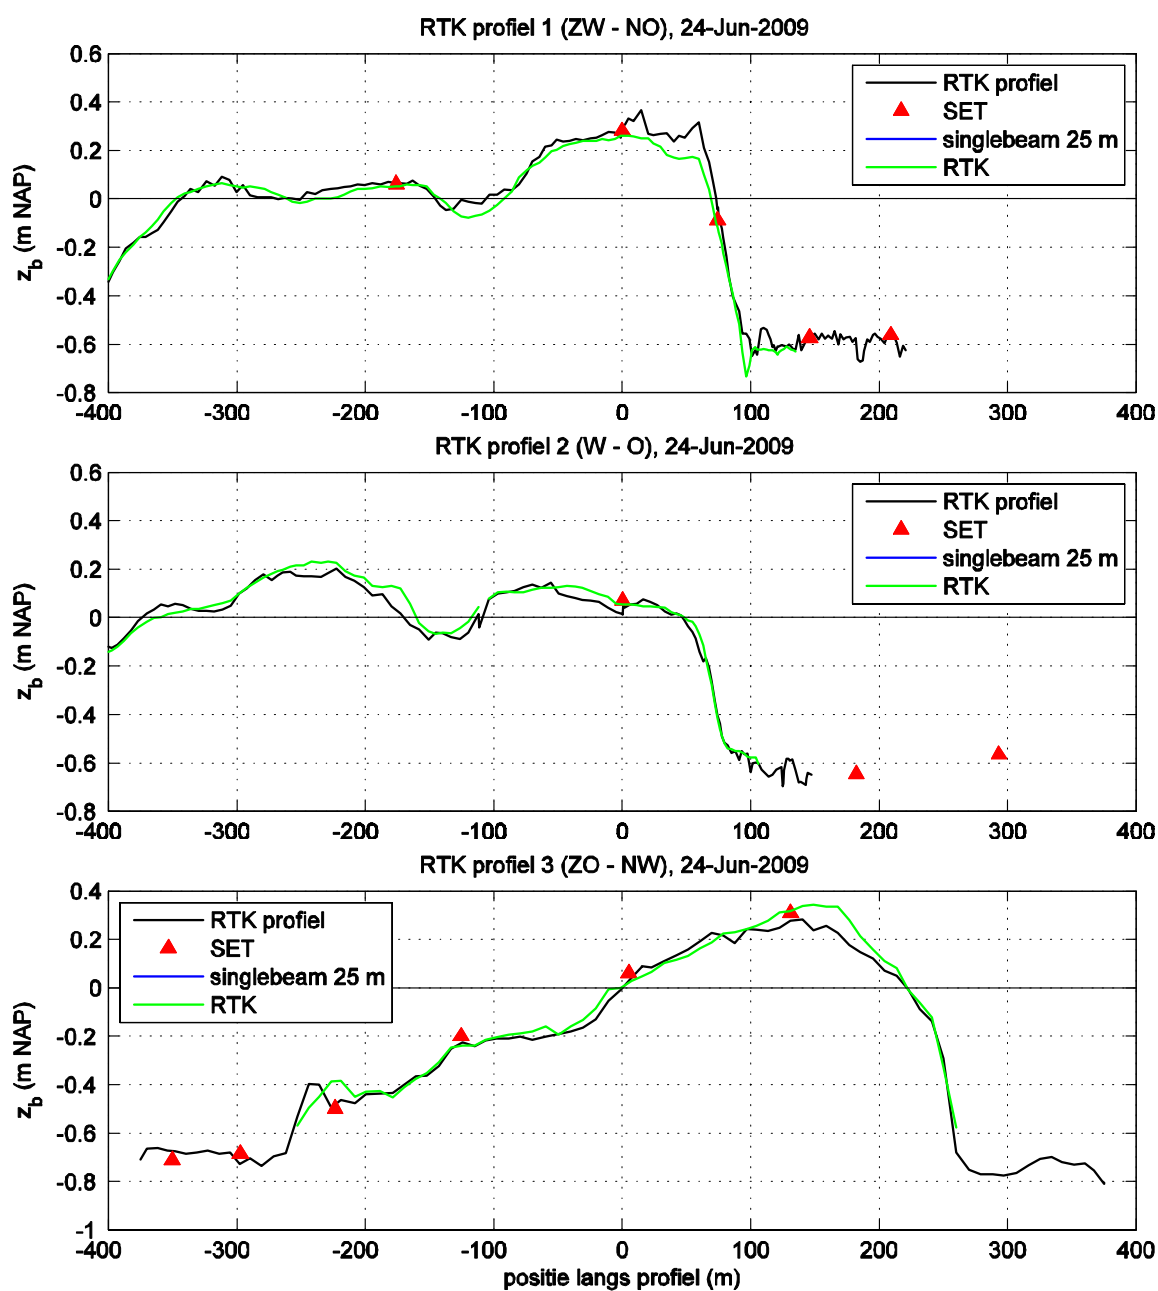 RTK profiel 1 (ZW - NO), 24-Jun-2009
0.6
0.4
0.2
0
-0.2
-0.4
-0.6
-0.8
z_b (m NAP)
RTK profiel
SET
singlebeam 25 m
RTK
-400 -300 -200 -100 0 100 200 300 400
RTK profiel 2 (W - O), 24-Jun-2009
0.6
0.4
0.2
0
-0.2
-0.4
-0.6
-0.8
z_b (m NAP)
RTK profiel
SET
singlebeam 25 m
RTK
-400 -300 -200 -100 0 100 200 300 400
RTK profiel 3 (ZO - NW), 24-Jun-2009
0.4
0.2
0
-0.2
-0.4
-0.6
-0.8
-1
z_b (m NAP)
RTK profiel
SET
singlebeam 25 m
RTK
-400 -300 -200 -100 0 100 200 300 400
positie langs profiel (m)